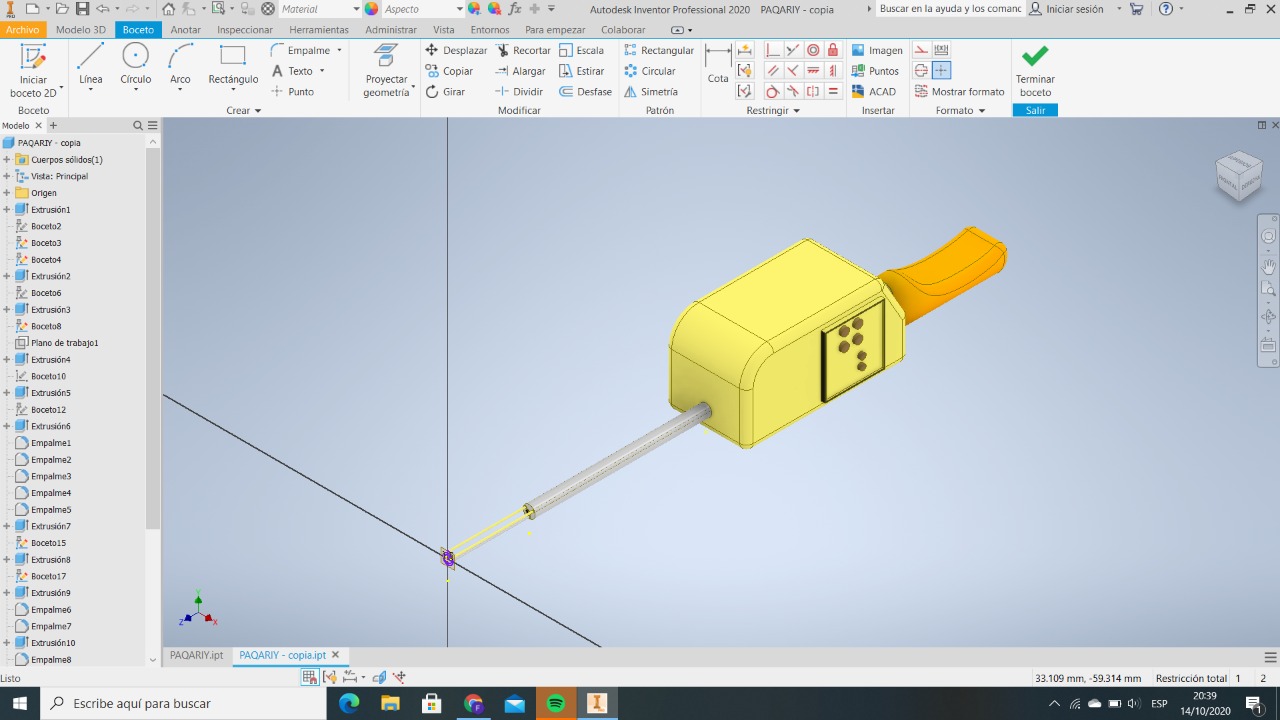 Material
Aspecto
Autodesk Inventor Professional 2020 PAQARIY - copia
Buscar en la ayuda y los comanc
Iniciar sesión
PRO
Archivo Modelo 3D Boceto Anotar Inspeccionar Herramientas Administrar Vista Entornos Para empezar Colaborar
Iniciar boceto 2D
Línea Círculo Arco Rectángulo
Empalme
Texto
Punto
Proyectar geometría
Desplazar Recortar Escala
Copiar Alargar Estirar
Girar Dividir Desfase
Rectangular
Circular
Simetría
Cota
Imagen
Puntos
ACAD
Mostrar formato
Terminar boceto
Boceto Crear Modificar Patrón Restringir Insertar Formato Salir
Modelo
PAQARIY - copia
Cuerpos sólidos(1)
Vista: Principal
Origen
Extrusión1
Boceto2
Boceto3
Boceto4
Extrusión2
Boceto6
Extrusión3
Boceto8
Plano de trabajo1
Extrusión4
Boceto10
Extrusión5
Boceto12
Extrusión6
Empalme1
Empalme2
Empalme3
Empalme4
Empalme5
Extrusión7
Boceto15
Extrusión8
Boceto17
Extrusión9
Empalme6
Empalme7
Extrusión10
Empalme8
Y
Z
X
PAQARIY.ipt PAQARIY - copia.ipt
Listo
33.109 mm, -59.314 mm Restricción total 1 2
Escribe aquí para buscar
ESP
20:39
14/10/2020